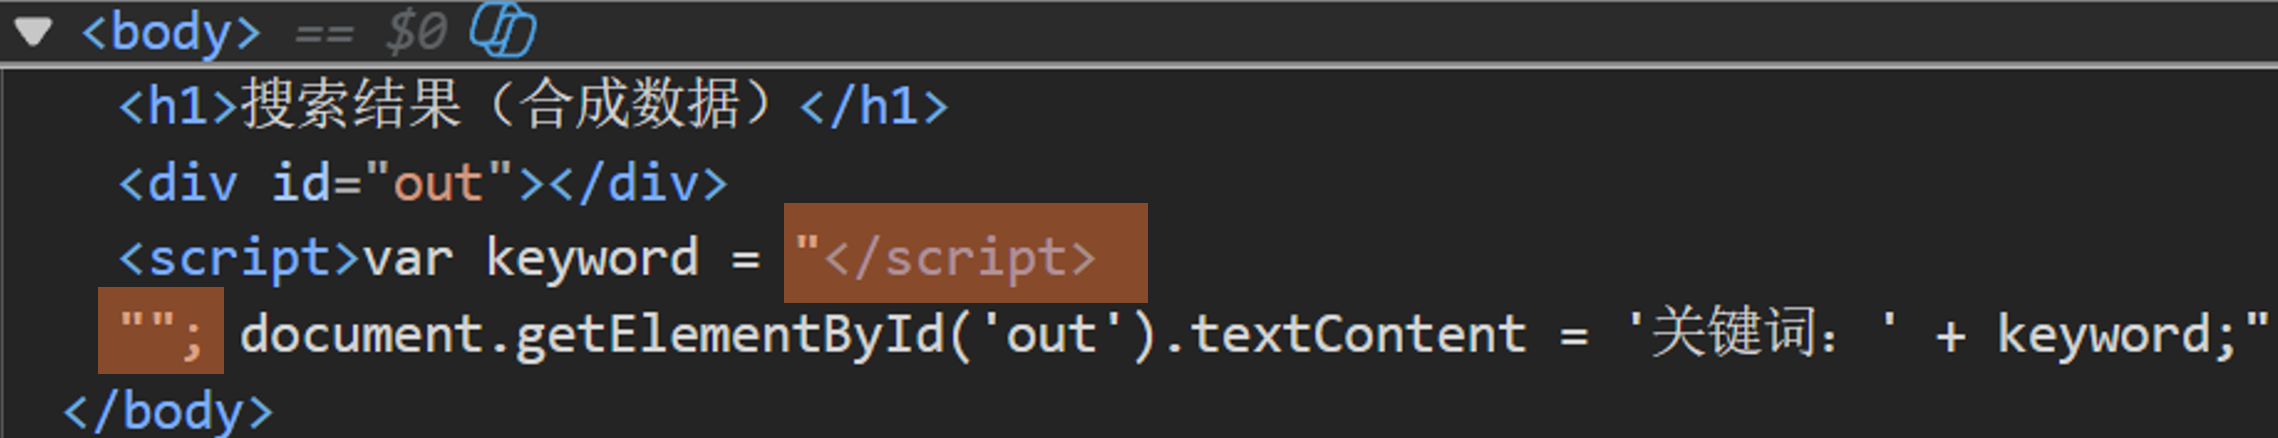 <body> == $0
<h1>搜索结果（合成数据）</h1>
<div id="out"></div>
<script>var keyword = "</script>
""; document.getElementById('out').textContent = '关键词：' + keyword;"
</body>